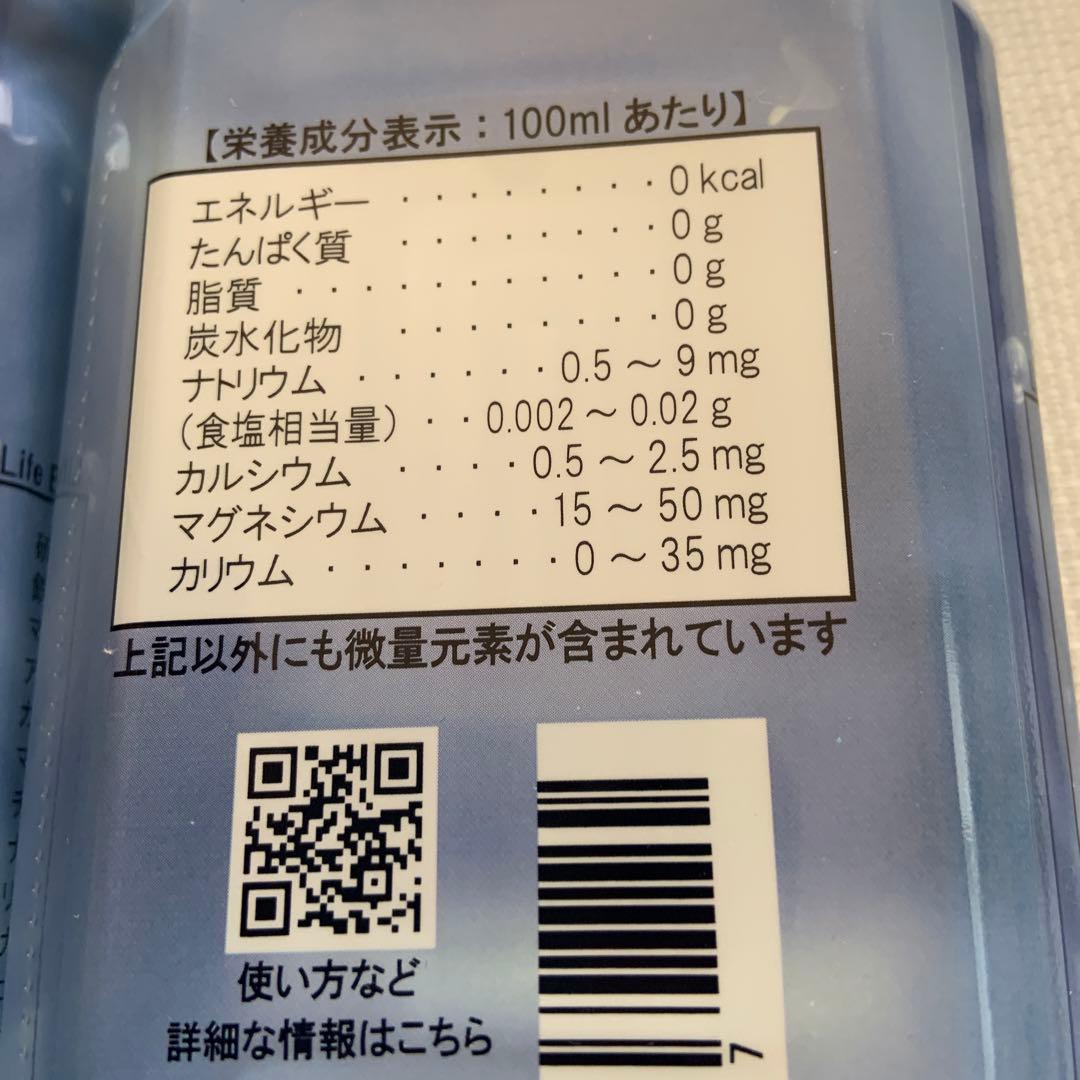 【栄養成分表示：100ml あたり】
エネルギー ・・・・・・・・0 kcal
たんぱく質 ・・・・・・・・0 g
脂質 ・・・・・・・・・・・0 g
炭水化物 ・・・・・・・・・0 g
ナトリウム ・・・・・・0.5 ～ 9 mg
（食塩相当量）・・0.002 ～ 0.02 g
カルシウム ・・・・0.5 ～ 2.5 mg
マグネシウム ・・・・15 ～ 50 mg
カリウム ・・・・・・・0 ～ 35 mg
上記以外にも微量元素が含まれています
使い方など
詳細な情報はこちら
7
Life